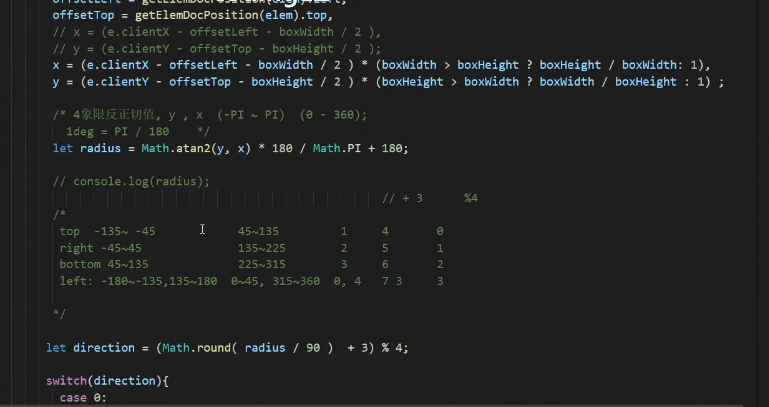 offsetLeft = getElemDocPosition(elem).left,
offsetTop = getElemDocPosition(elem).top,
// x = (e.clientX - offsetLeft - boxWidth / 2 ),
// y = (e.clientY - offsetTop - boxHeight / 2 );
x = (e.clientX - offsetLeft - boxWidth / 2 ) * (boxWidth > boxHeight ? boxHeight / boxWidth: 1),
y = (e.clientY - offsetTop - boxHeight / 2 ) * (boxHeight > boxWidth ? boxWidth / boxHeight : 1) ;
/* 4象限反正切值, y , x  (-PI ~ PI)  (0 - 360);
1deg = PI / 180    */
let radius = Math.atan2(y, x) * 180 / Math.PI + 180;
// console.log(radius);
// + 3      %4
/*
top  -135~ -45            45~135         1     4       0
right -45~45              135~225        2     5       1
bottom 45~135             225~315        3     6       2
left: -180~-135,135~180  0~45, 315~360  0, 4   7 3     3
*/
let direction = (Math.round( radius / 90 )  + 3) % 4;
switch(direction){
case 0: